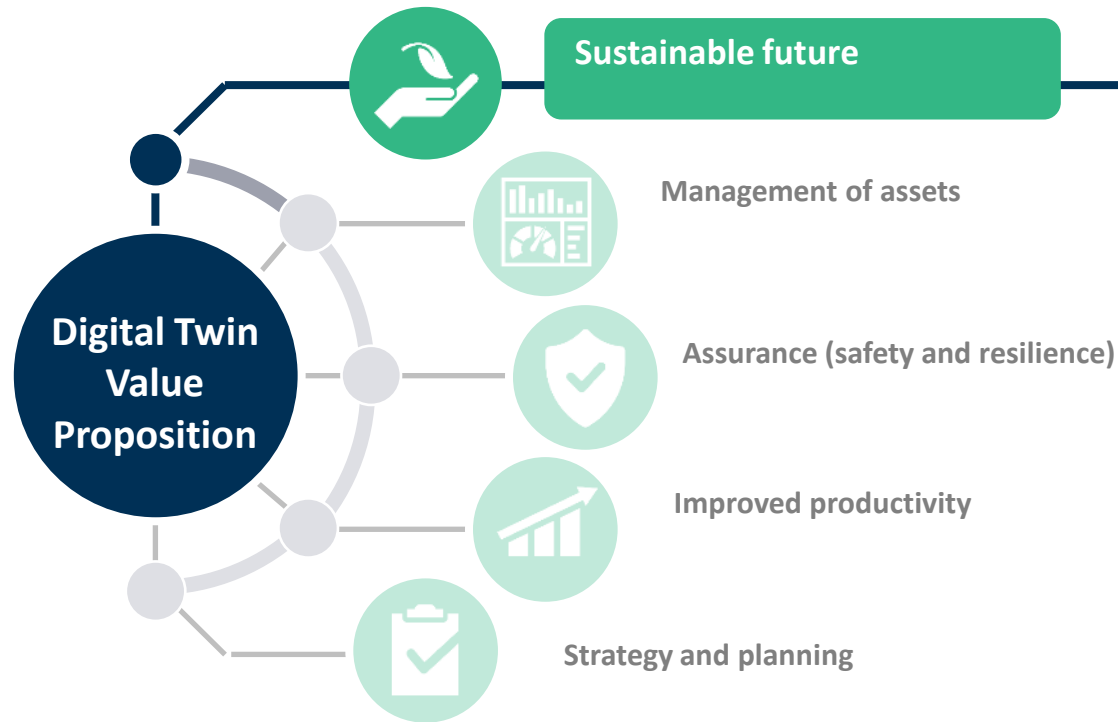 Sustainable future
Management of assets
Digital Twin
Value
Proposition
Assurance (safety and resilience)
Improved productivity
Strategy and planning